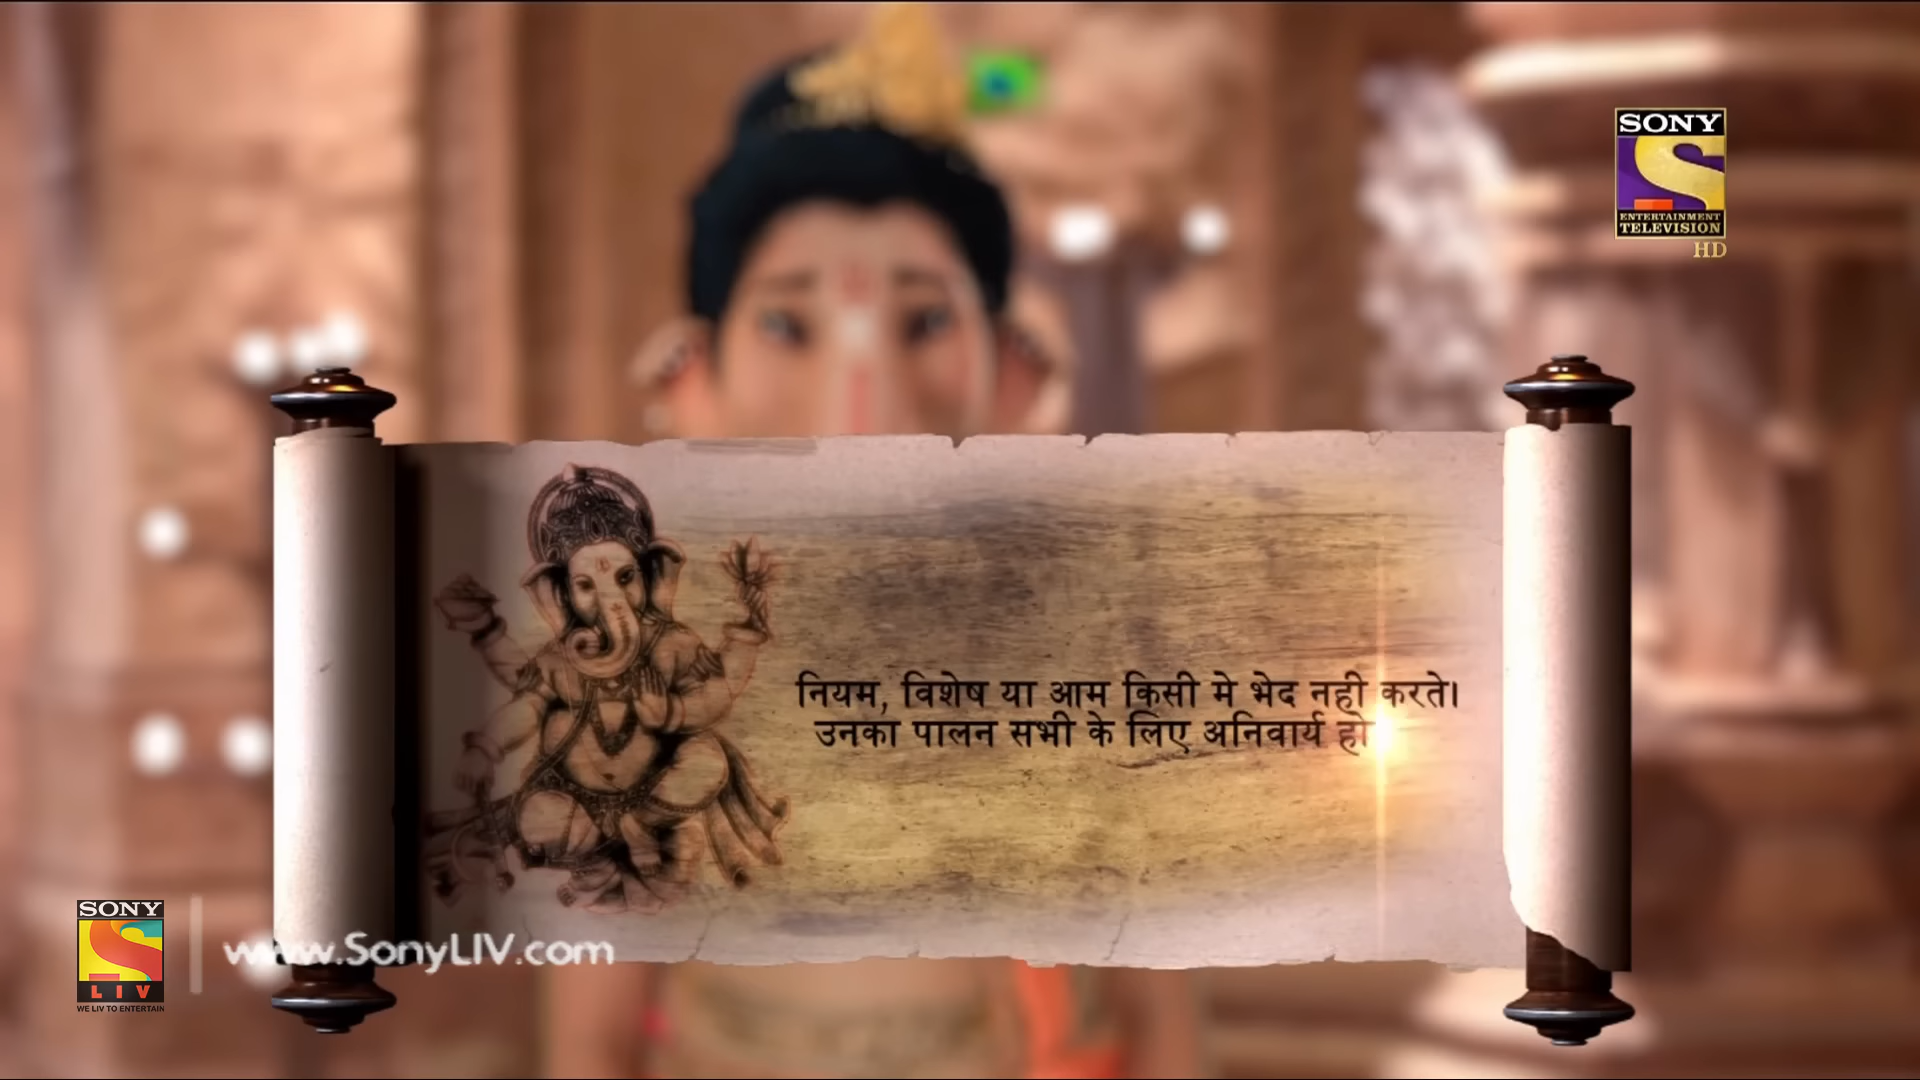 SONY
ENTERTAINMENT
TELEVISION
HD
नियम, विशेष या आम किसी मे भेद नही करते।
उनका पालन सभी के लिए अनिवार्य हो
SONY
LIV
WE LIV TO ENTERTAIN
www.SonyLIV.com